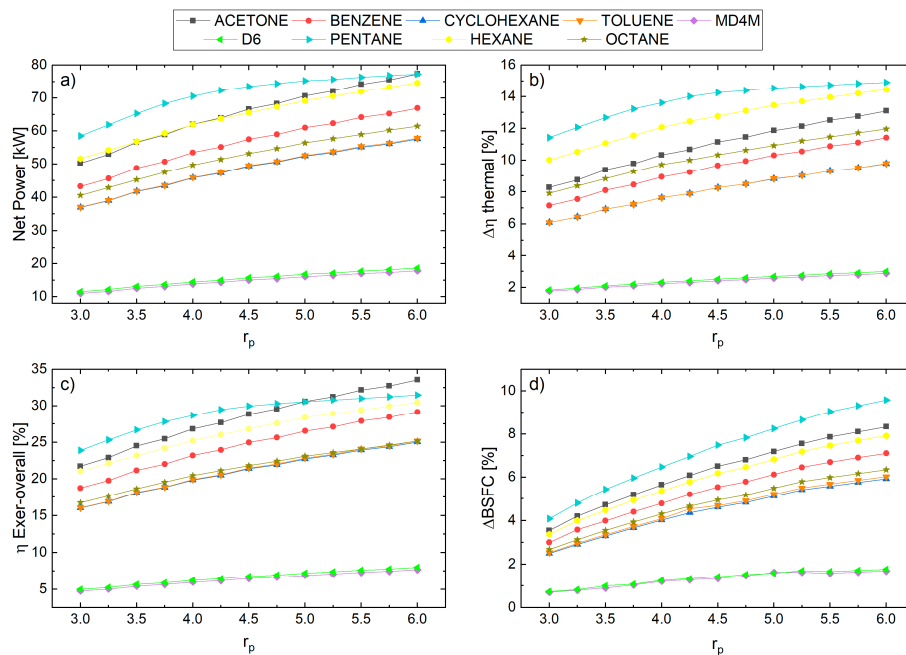 ACETONE BENZENE CYCLOHEXANE TOLUENE MD4M
D6 PENTANE HEXANE OCTANE
a)
Net Power [kW]
80
70
60
50
40
30
20
10
3.0 3.5 4.0 4.5 5.0 5.5 6.0
rp
b)
Δη thermal [%]
16
14
12
10
8
6
4
2
3.0 3.5 4.0 4.5 5.0 5.5 6.0
rp
c)
η Exer-overall [%]
35
30
25
20
15
10
5
3.0 3.5 4.0 4.5 5.0 5.5 6.0
rp
d)
ΔBSFC [%]
10
8
6
4
2
0
3.0 3.5 4.0 4.5 5.0 5.5 6.0
rp